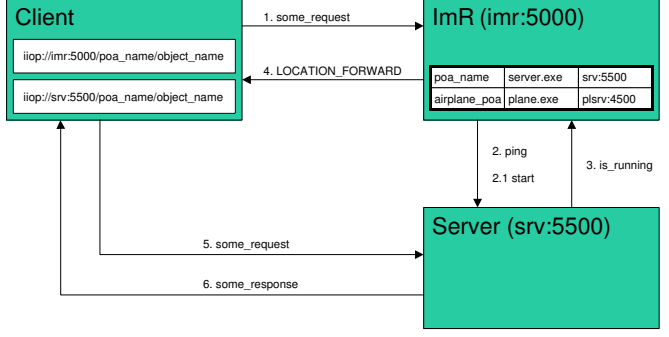 Client
iiop://imr:5000/poa_name/object_name
iiop://srv:5500/poa_name/object_name
1. some_request
4. LOCATION_FORWARD
ImR (imr:5000)
poa_name server.exe srv:5500
airplane_poa plane.exe plsrv:4500
2. ping
2.1 start
3. is_running
Server (srv:5500)
5. some_request
6. some_response